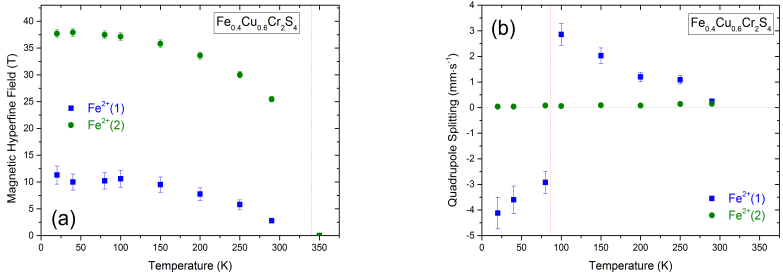 Fe0.4Cu0.6Cr2S4
Magnetic Hyperfine Field (T)
40
35
30
25
20
15
10
5
0
Fe2+(1)
Fe2+(2)
(a)
0 50 100 150 200 250 300 350
Temperature (K)
(b)
Fe0.4Cu0.6Cr2S4
Quadrupole Splitting (mm·s-1)
4
3
2
1
0
-1
-2
-3
-4
-5
Fe2+(1)
Fe2+(2)
0 50 100 150 200 250 300 350
Temperature (K)